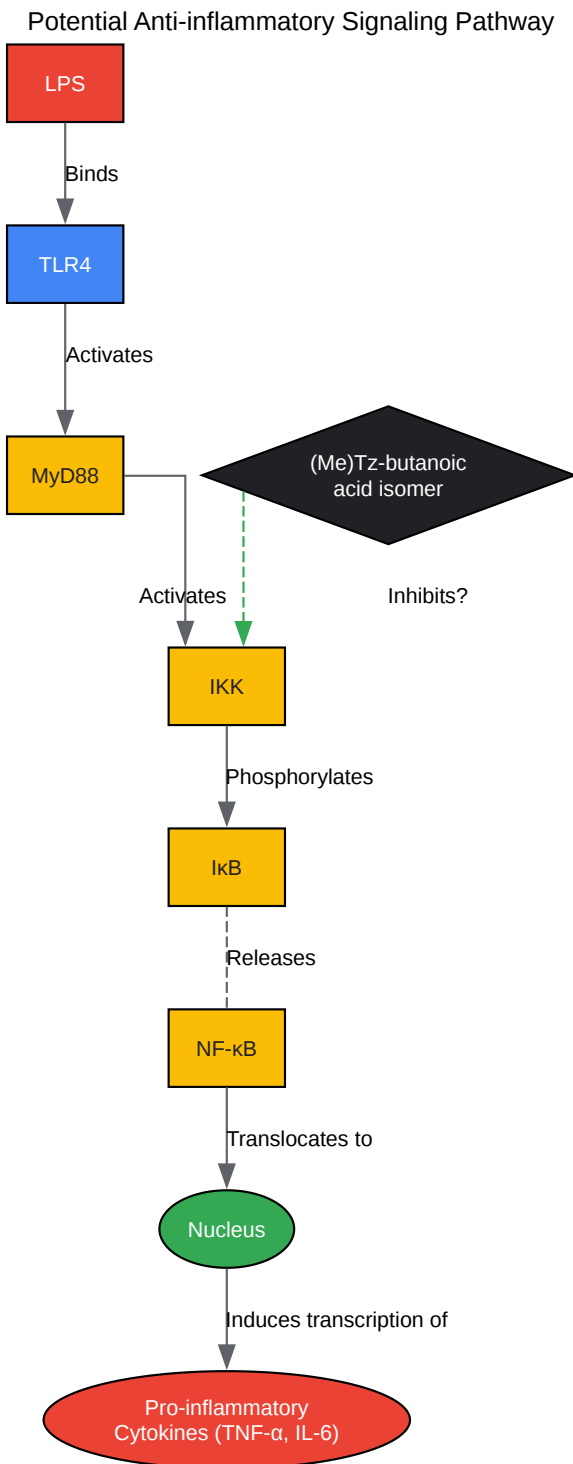 Potential Anti-inflammatory Signaling Pathway
LPS
Binds
TLR4
Activates
MyD88
(Me)Tz-butanoic
acid isomer
Activates
Inhibits?
IKK
Phosphorylates
IκB
Releases
NF-κB
Translocates to
Nucleus
Induces transcription of
Pro-inflammatory
Cytokines (TNF-α, IL-6)